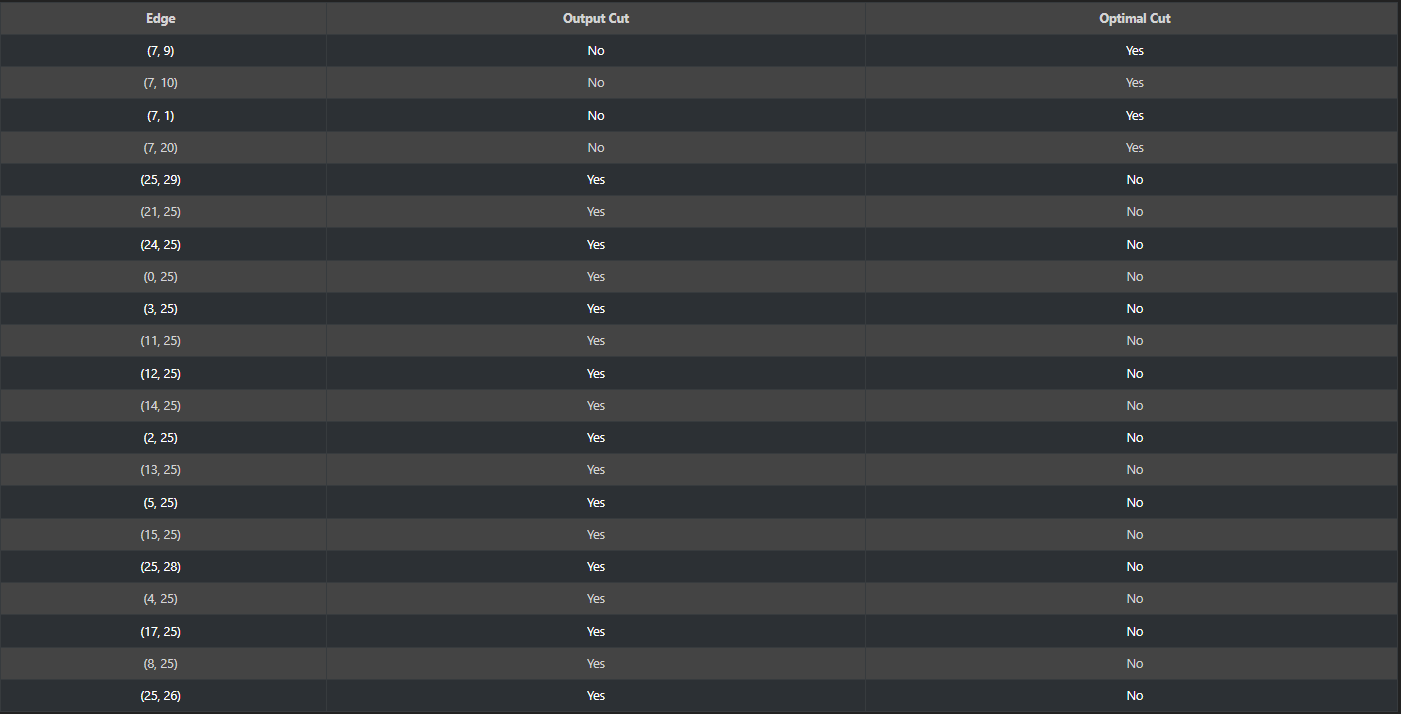 Edge Output Cut Optimal Cut
(7, 9) No Yes
(7, 10) No Yes
(7, 1) No Yes
(7, 20) No Yes
(25, 29) Yes No
(21, 25) Yes No
(24, 25) Yes No
(0, 25) Yes No
(3, 25) Yes No
(11, 25) Yes No
(12, 25) Yes No
(14, 25) Yes No
(2, 25) Yes No
(13, 25) Yes No
(5, 25) Yes No
(15, 25) Yes No
(25, 28) Yes No
(4, 25) Yes No
(17, 25) Yes No
(8, 25) Yes No
(25, 26) Yes No